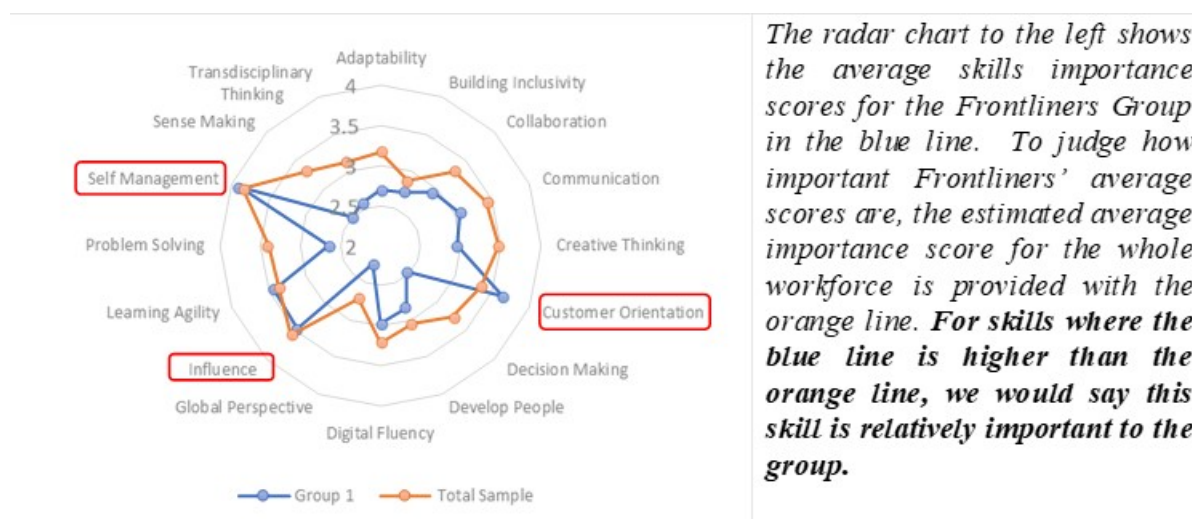 Adaptability
Building Inclusivity
Collaboration
Communication
Creative Thinking
Customer Orientation
Decision Making
Develop People
Digital Fluency
Global Perspective
Influence
Learning Agility
Problem Solving
Self Management
Sense Making
Transdisciplinary
Thinking
4
3.5
3
2.5
2
Group 1
Total Sample
The radar chart to the left shows
the average skills importance
scores for the Frontliners Group
in the blue line. To judge how
important Frontliners’ average
scores are, the estimated average
importance score for the whole
workforce is provided with the
orange line. For skills where the
blue line is higher than the
orange line, we would say this
skill is relatively important to the
group.